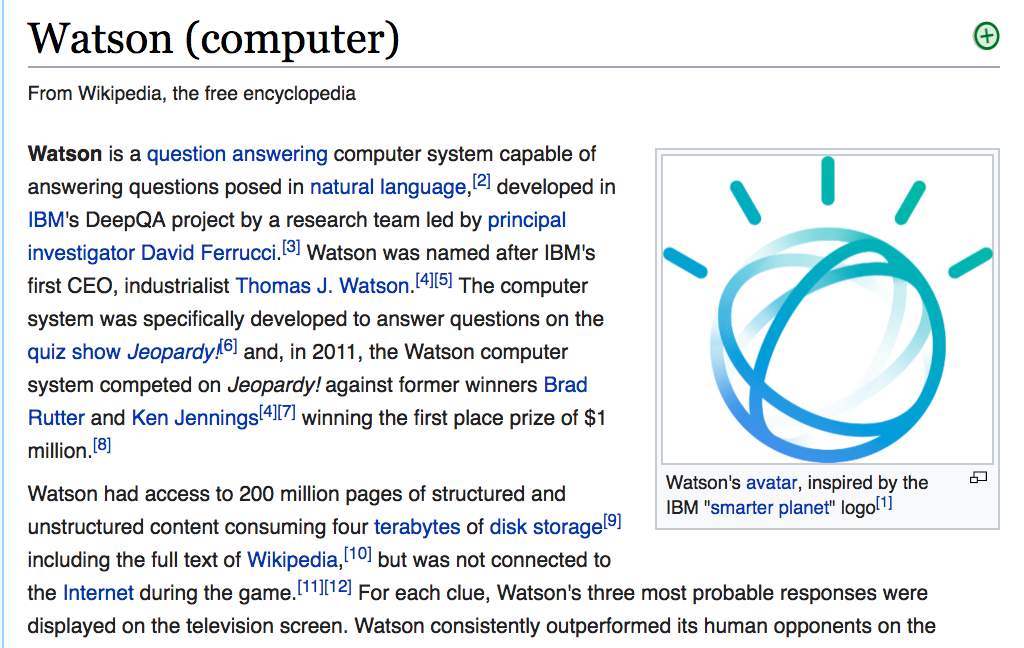 Watson (computer)
From Wikipedia, the free encyclopedia
Watson is a question answering computer system capable of
answering questions posed in natural language,[2] developed in
IBM's DeepQA project by a research team led by principal
investigator David Ferrucci.[3] Watson was named after IBM's
first CEO, industrialist Thomas J. Watson.[4][5] The computer
system was specifically developed to answer questions on the
quiz show Jeopardy![6] and, in 2011, the Watson computer
system competed on Jeopardy! against former winners Brad
Rutter and Ken Jennings[4][7] winning the first place prize of $1
million.[8]
Watson had access to 200 million pages of structured and
unstructured content consuming four terabytes of disk storage[9]
including the full text of Wikipedia,[10] but was not connected to
the Internet during the game.[11][12] For each clue, Watson's three most probable responses were
displayed on the television screen. Watson consistently outperformed its human opponents on the
Watson's avatar, inspired by the
IBM "smarter planet" logo[1]